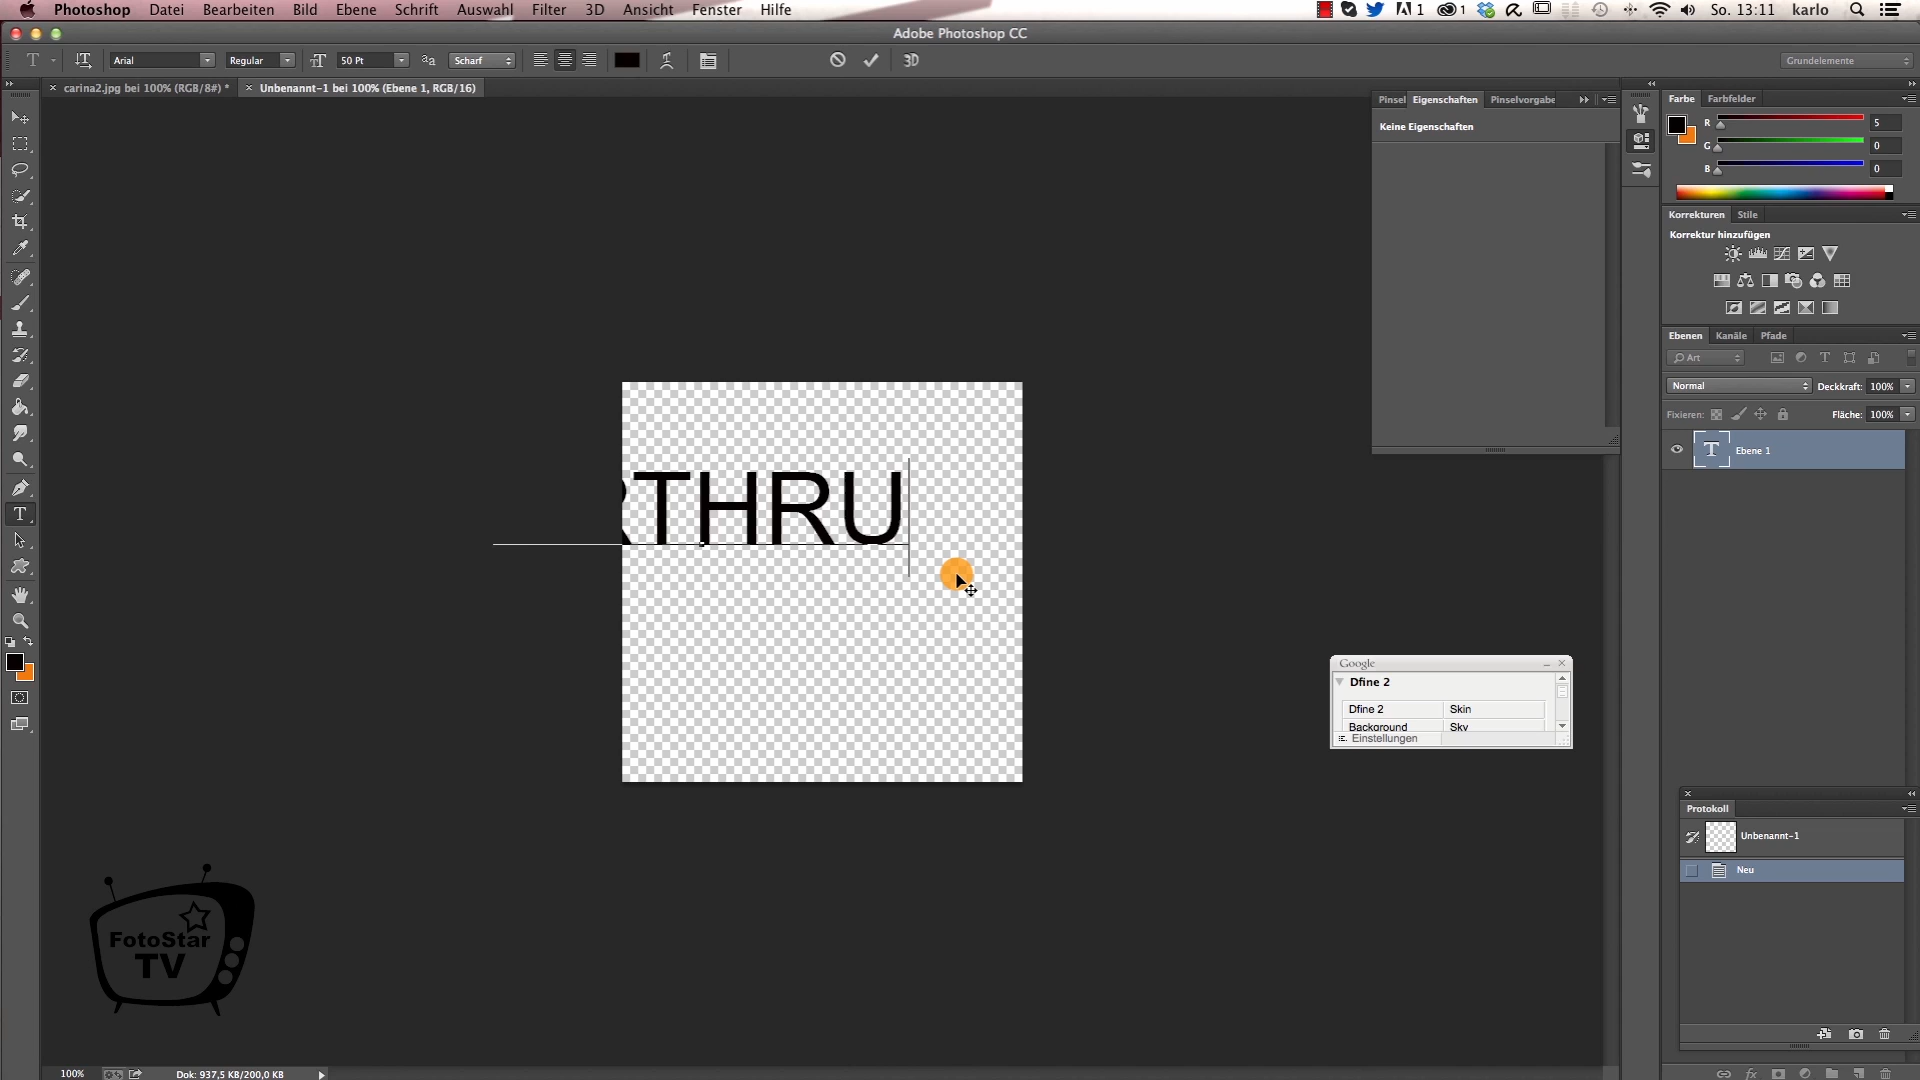 Photoshop Datei Bearbeiten Bild Ebene Schrift Auswahl Filter 3D Ansicht Fenster Hilfe
1 1 So. 13:11 karlo
Adobe Photoshop CC
Arial Regular 50 Pt Scharf 3D Grundelemente
carina2.jpg bei 100% (RGB/8#) * Unbenannt-1 bei 100% (Ebene 1, RGB/16)
Pinsel Eigenschaften Pinselvorgabe
Keine Eigenschaften
Farbe Farbfelder
R 5
G 0
B 0
Korrekturen Stile
Korrektur hinzufügen
Ebenen Kanäle Pfade
Art
Normal Deckkraft: 100%
Fixieren: Fläche: 100%
T Ebene 1
RTHRU
Google
Dfine 2
Dfine 2 Skin
Background Sky
Einstellungen
Protokoll
Unbenannt-1
Neu
FotoStar
TV
100% Dok: 937,5 KB/200,0 KB